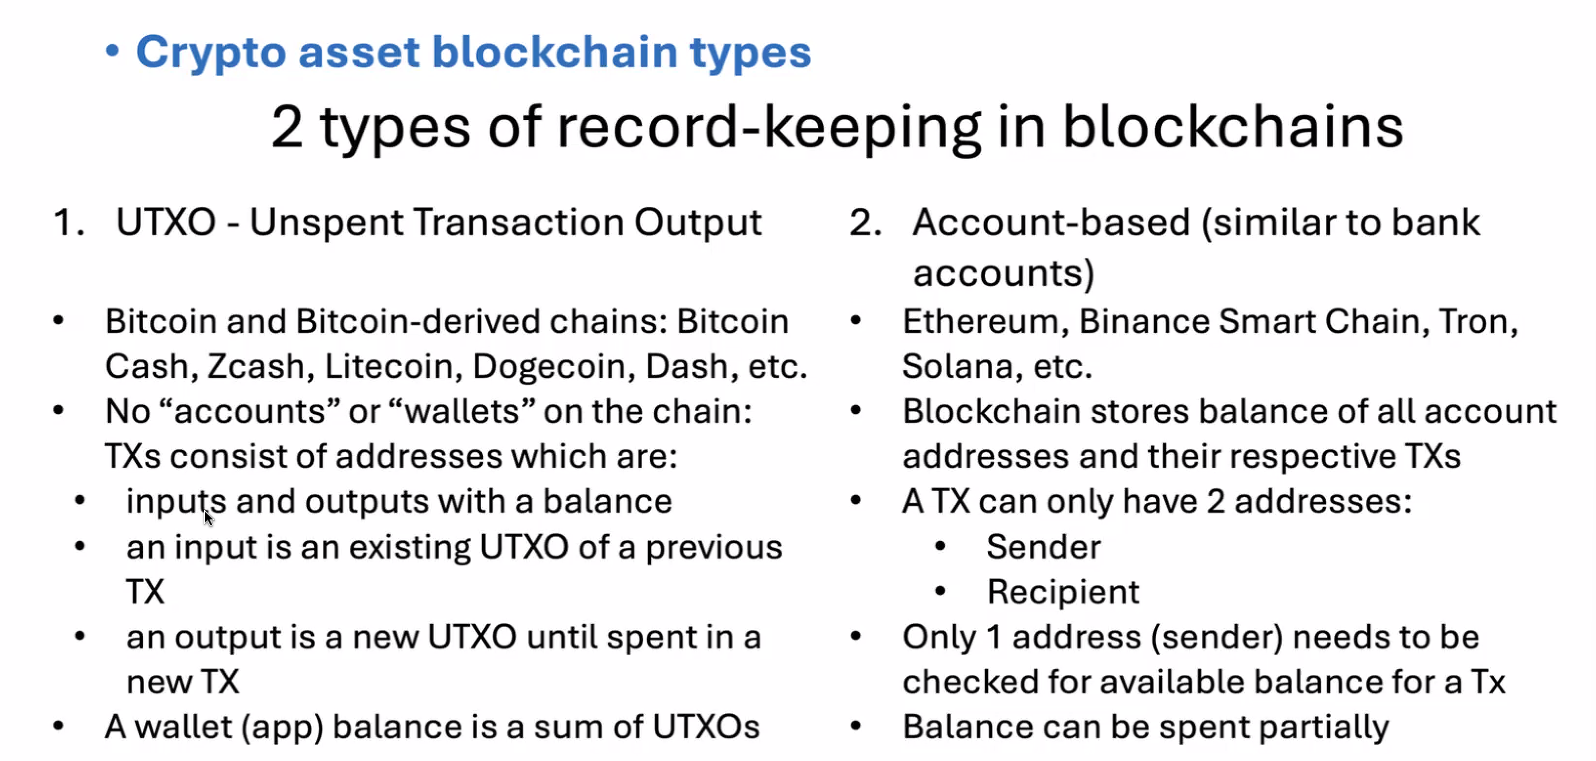 • Crypto asset blockchain types
2 types of record-keeping in blockchains
1. UTXO - Unspent Transaction Output
• Bitcoin and Bitcoin-derived chains: Bitcoin
Cash, Zcash, Litecoin, Dogecoin, Dash, etc.
• No “accounts” or “wallets” on the chain:
TXs consist of addresses which are:
• inputs and outputs with a balance
• an input is an existing UTXO of a previous
TX
• an output is a new UTXO until spent in a
new TX
• A wallet (app) balance is a sum of UTXOs
2. Account-based (similar to bank
accounts)
• Ethereum, Binance Smart Chain, Tron,
Solana, etc.
• Blockchain stores balance of all account
addresses and their respective TXs
• A TX can only have 2 addresses:
• Sender
• Recipient
• Only 1 address (sender) needs to be
checked for available balance for a Tx
• Balance can be spent partially